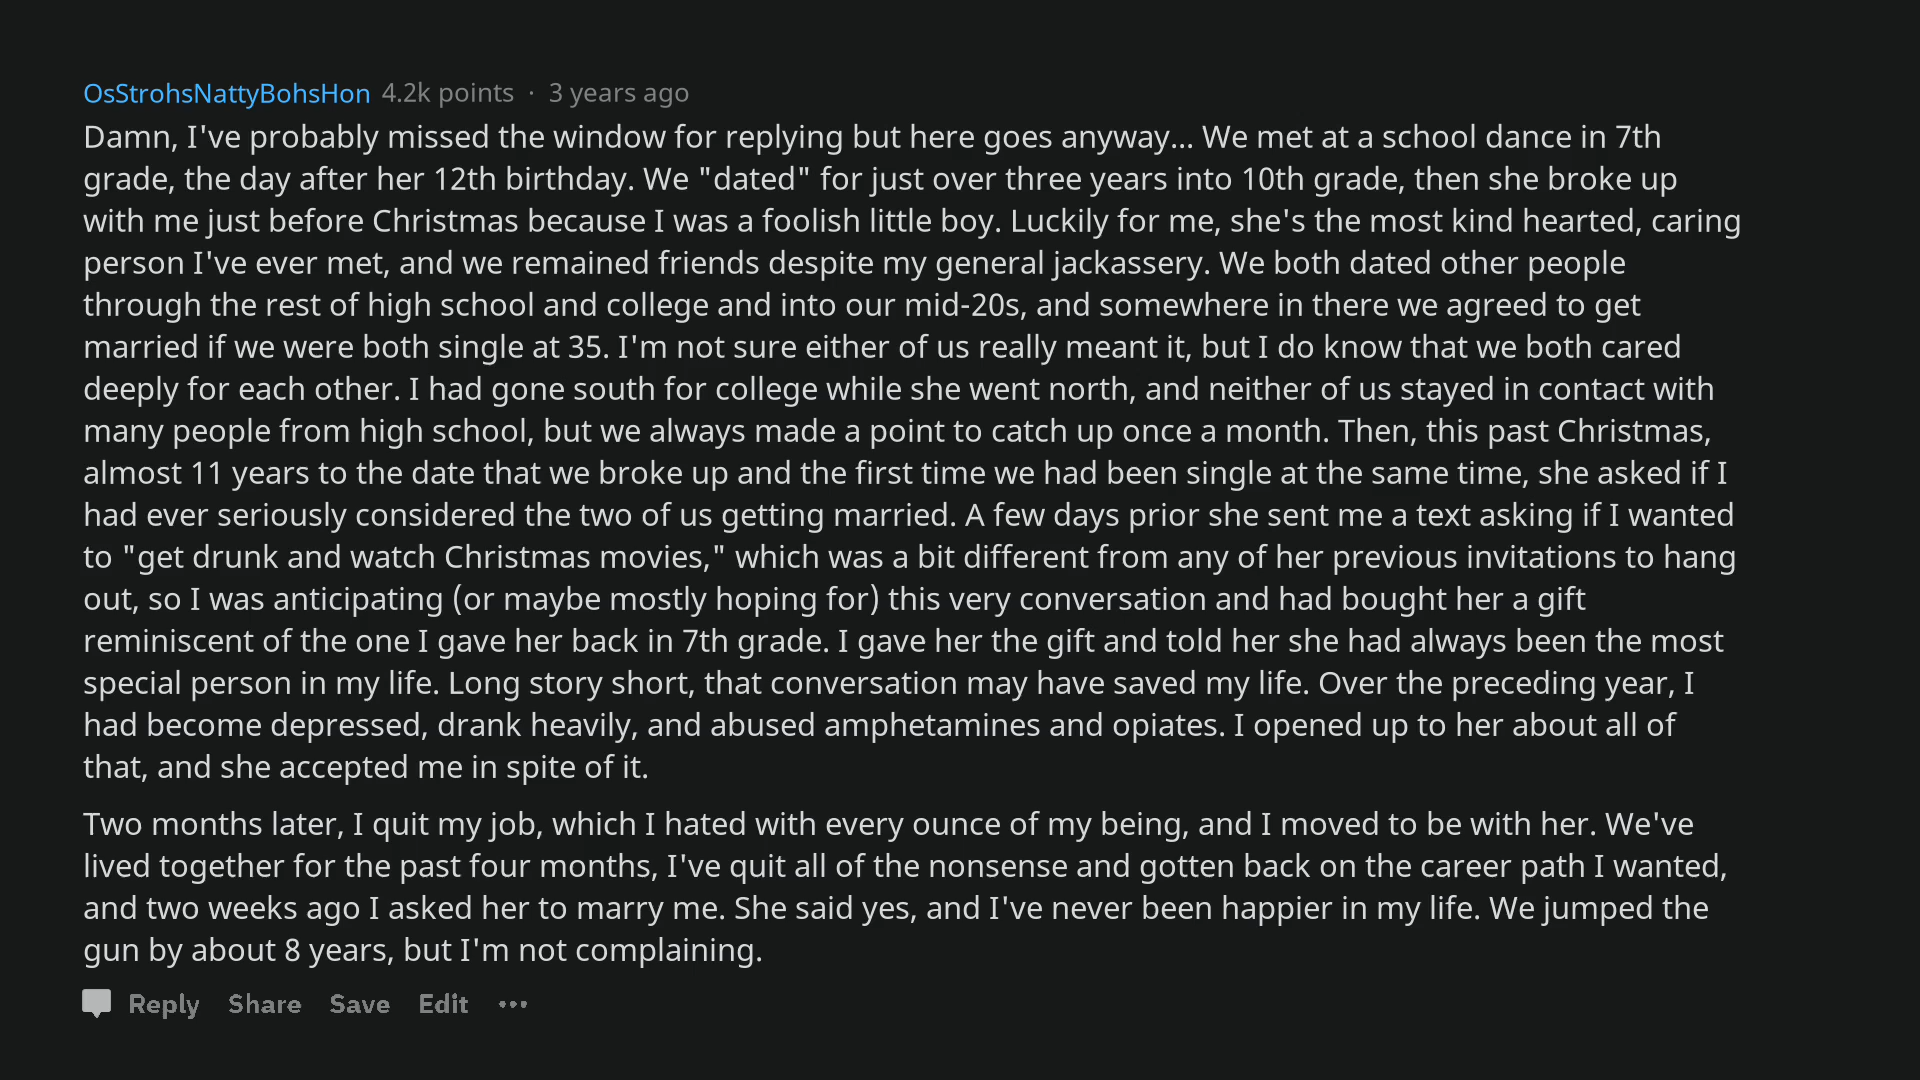 OsStrohsNattyBohsHon 4.2k points · 3 years ago
Damn, I've probably missed the window for replying but here goes anyway... We met at a school dance in 7th
grade, the day after her 12th birthday. We "dated" for just over three years into 10th grade, then she broke up
with me just before Christmas because I was a foolish little boy. Luckily for me, she's the most kind hearted, caring
person I've ever met, and we remained friends despite my general jackassery. We both dated other people
through the rest of high school and college and into our mid-20s, and somewhere in there we agreed to get
married if we were both single at 35. I'm not sure either of us really meant it, but I do know that we both cared
deeply for each other. I had gone south for college while she went north, and neither of us stayed in contact with
many people from high school, but we always made a point to catch up once a month. Then, this past Christmas,
almost 11 years to the date that we broke up and the first time we had been single at the same time, she asked if I
had ever seriously considered the two of us getting married. A few days prior she sent me a text asking if I wanted
to "get drunk and watch Christmas movies," which was a bit different from any of her previous invitations to hang
out, so I was anticipating (or maybe mostly hoping for) this very conversation and had bought her a gift
reminiscent of the one I gave her back in 7th grade. I gave her the gift and told her she had always been the most
special person in my life. Long story short, that conversation may have saved my life. Over the preceding year, I
had become depressed, drank heavily, and abused amphetamines and opiates. I opened up to her about all of
that, and she accepted me in spite of it.
Two months later, I quit my job, which I hated with every ounce of my being, and I moved to be with her. We've
lived together for the past four months, I've quit all of the nonsense and gotten back on the career path I wanted,
and two weeks ago I asked her to marry me. She said yes, and I've never been happier in my life. We jumped the
gun by about 8 years, but I'm not complaining.
Reply Share Save Edit ···